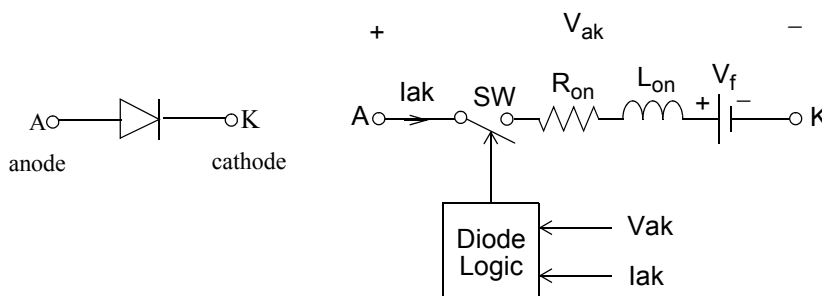 + V_ak −
Iak SW R_on L_on V_f
+ −
A K A K
anode cathode
Diode
Logic
Vak
Iak